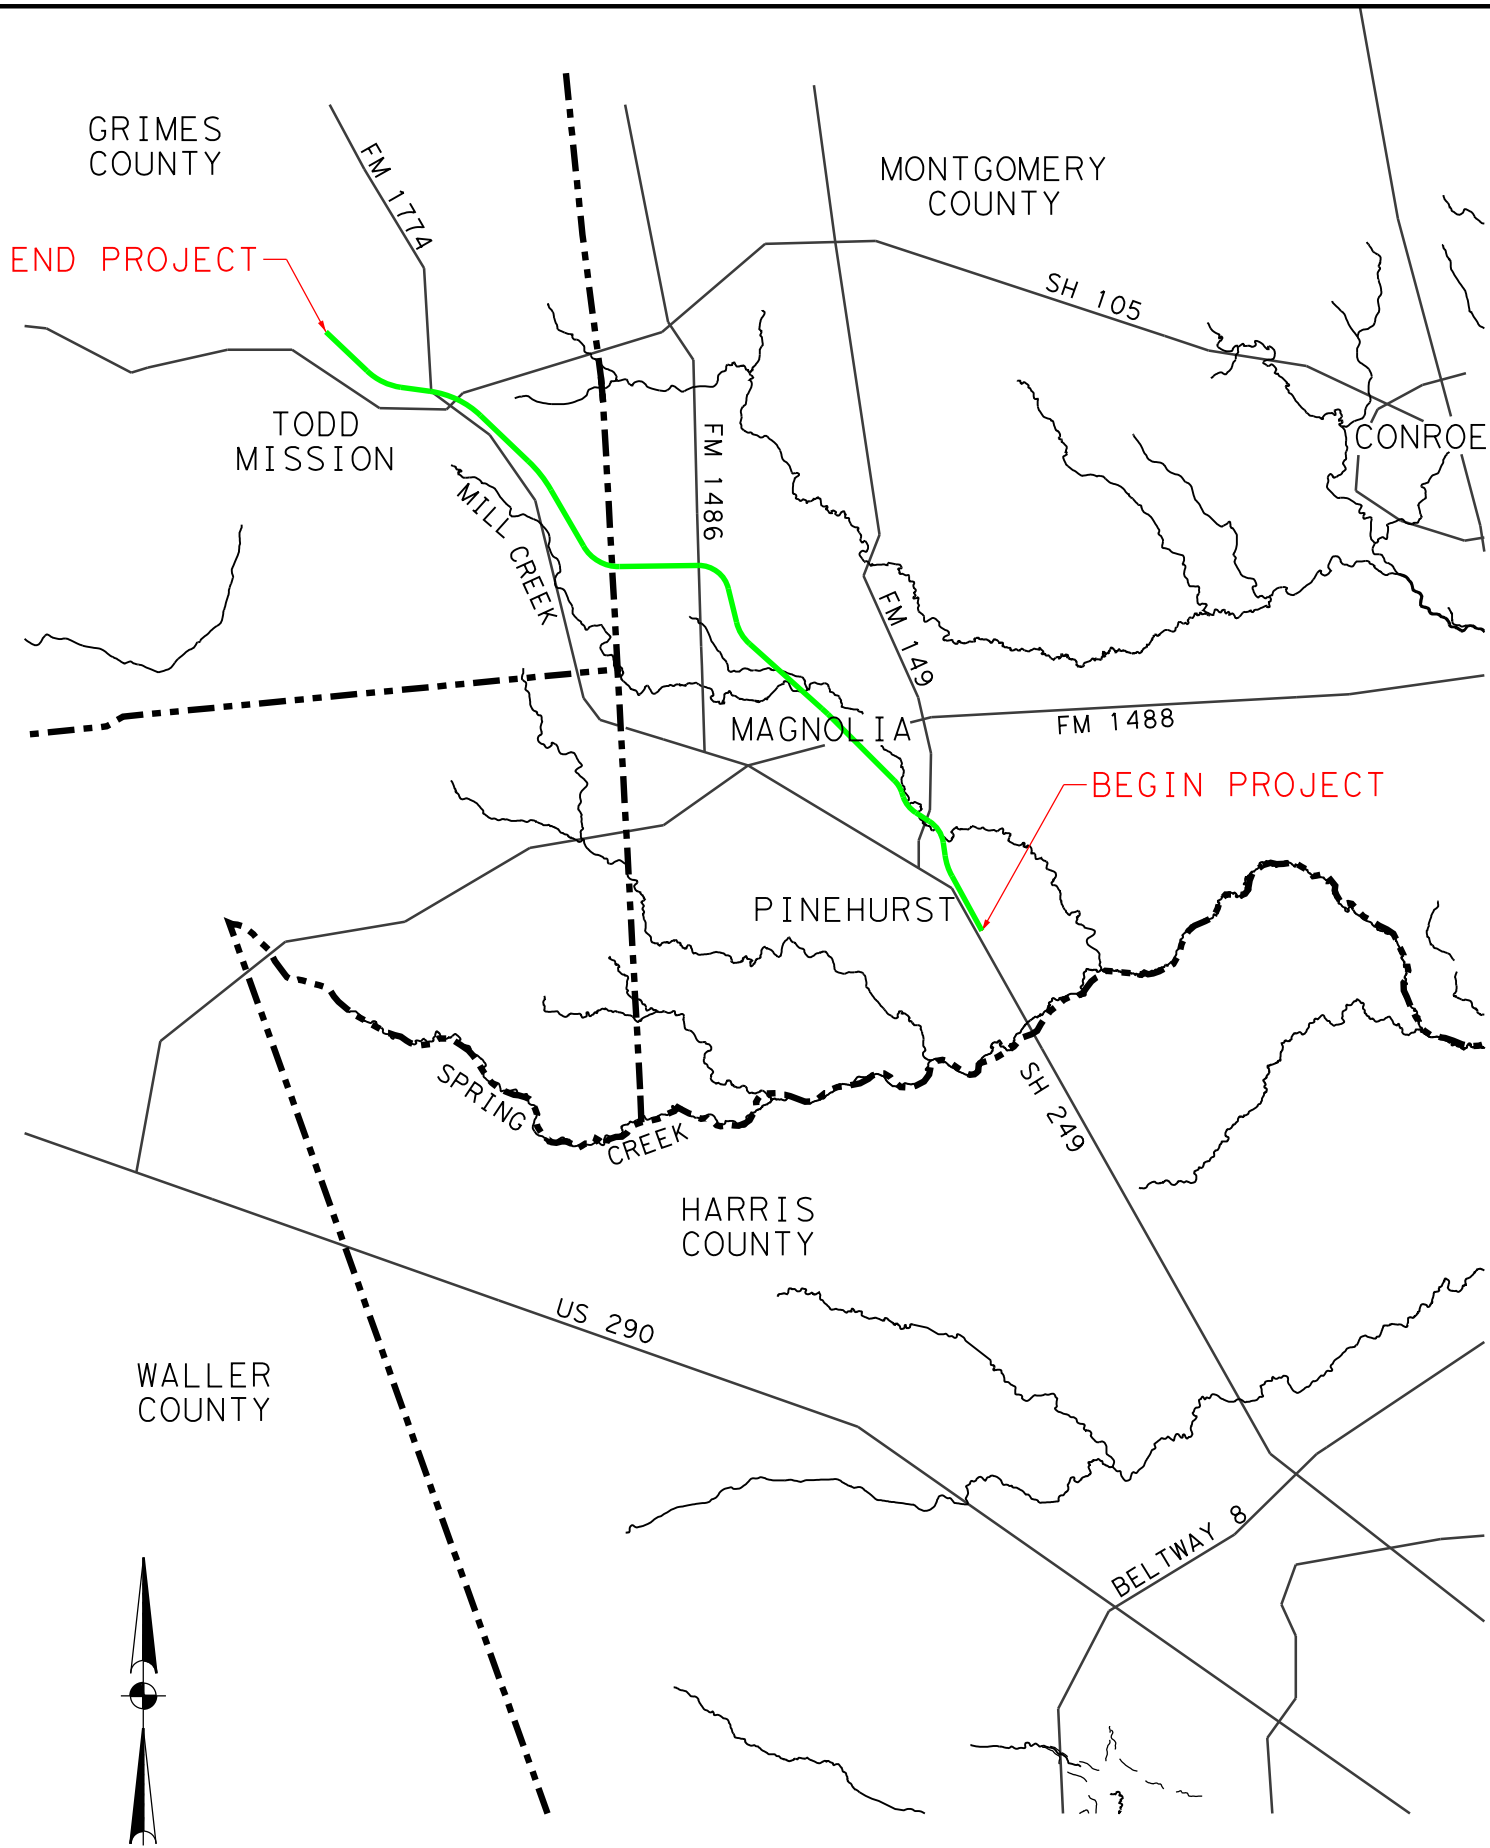 GRIMES
COUNTY
FM 1774
MONTGOMERY
COUNTY
END PROJECT
SH 105
TODD
MISSION
CONROE
FM 1486
MILL CREEK
FM 149
MAGNOLIA
FM 1488
BEGIN PROJECT
PINEHURST
SPRING
CREEK
SH 249
HARRIS
COUNTY
US 290
WALLER
COUNTY
BELTWAY 8